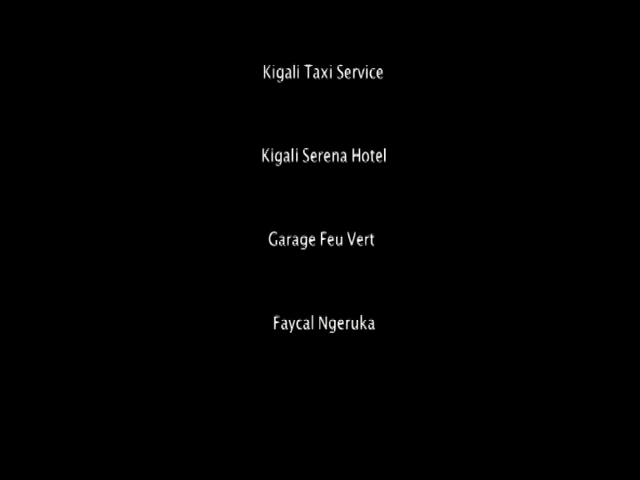 Kigali Taxi Service
Kigali Serena Hotel
Garage Feu Vert
Faycal Ngeruka